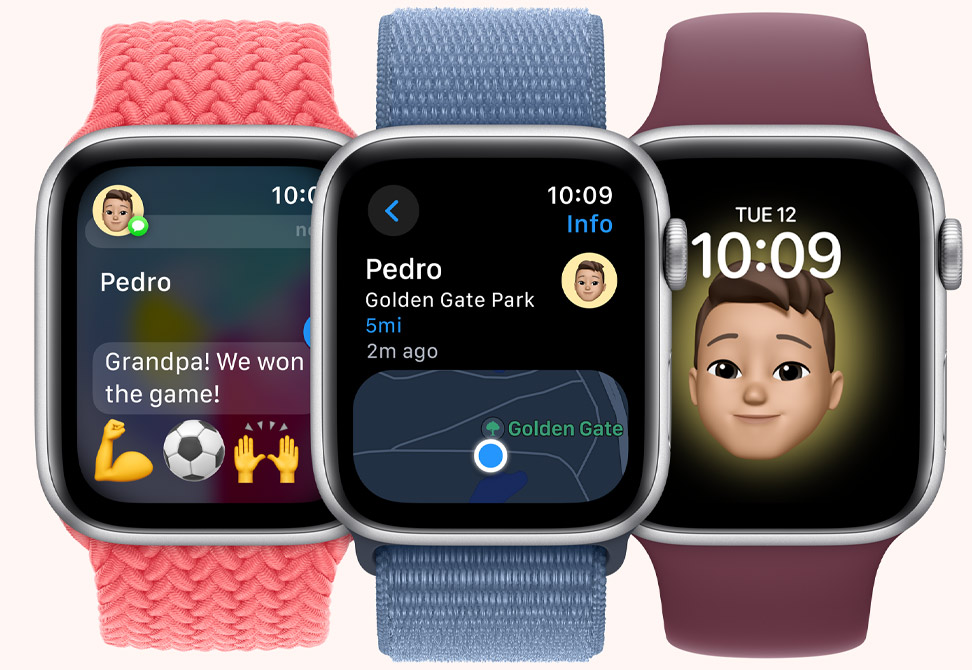 10:0
Pedro
Grandpa! We won
the game!
10:09
Info
Pedro
Golden Gate Park
5mi
2m ago
Golden Gate
TUE 12
10:09